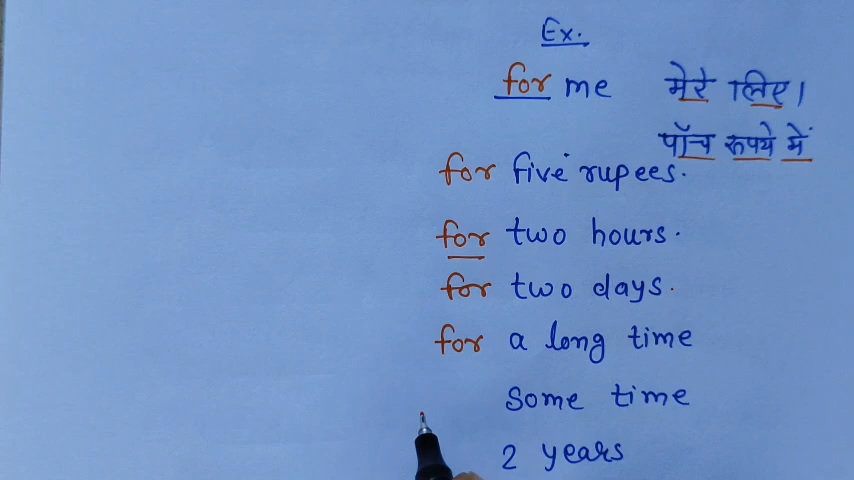 Ex.
for me मेरे लिए।
पाँच रूपये में
for five rupees.
for two hours.
for two days.
for a long time
some time
2 years